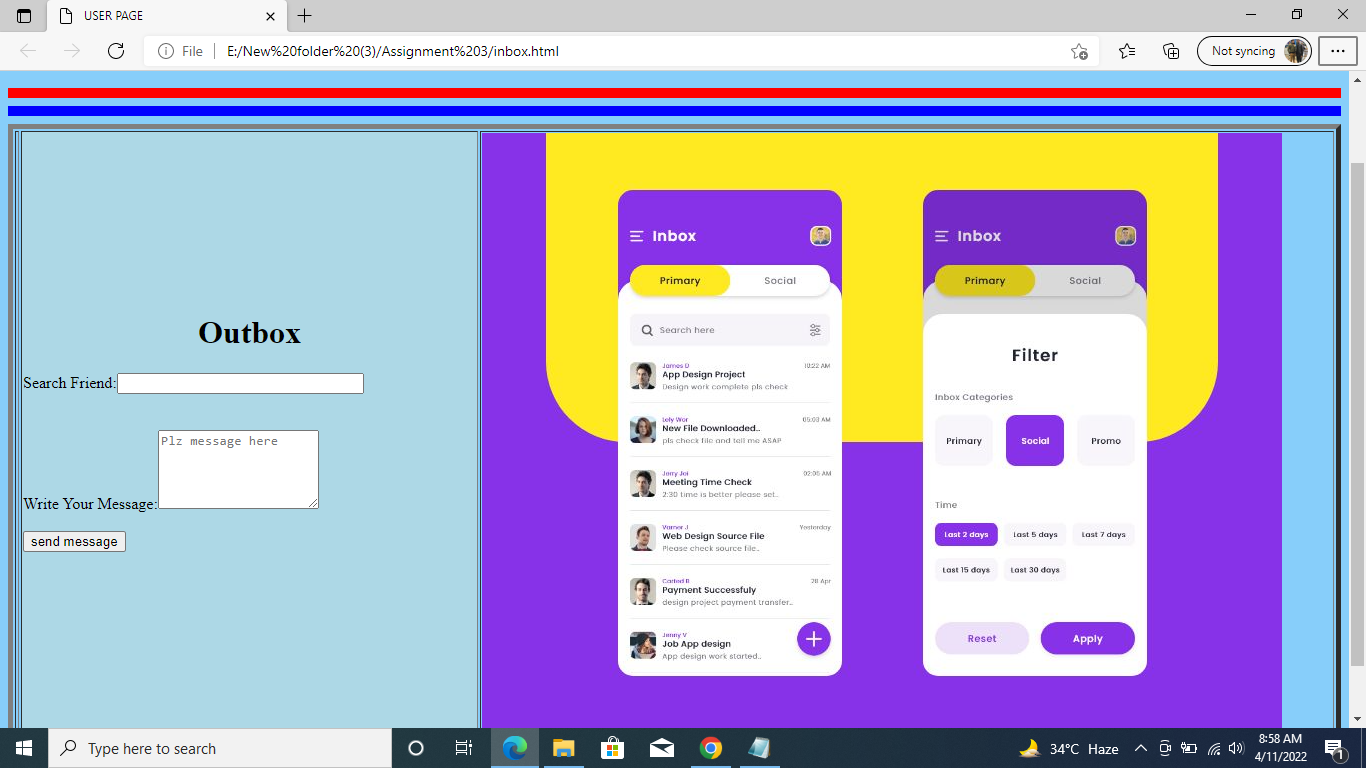 USER PAGE
File
E:/New%20folder%20(3)/Assignment%203/inbox.html
Not syncing
Outbox
Search Friend:
Plz message here
Write Your Message:
send message
Inbox
Primary
Social
Search here
James D
10:22 AM
App Design Project
Design work complete pls check
Lely Wor
05:03 AM
New File Downloaded..
pls check file and tell me ASAP
Jorry Joi
02:05 AM
Meeting Time Check
2:30 time is better please set..
Varner J
Yesterday
Web Design Source File
Please check source file..
Carted B
28 Apr
Payment Successfuly
design project payment transfer..
Jenny V
Job App design
App design work started..
Inbox
Primary
Social
Filter
Inbox Categories
Primary
Social
Promo
Time
Last 2 days
Last 5 days
Last 7 days
Last 15 days
Last 30 days
Reset
Apply
Type here to search
34°C Haze
8:58 AM
4/11/2022
1